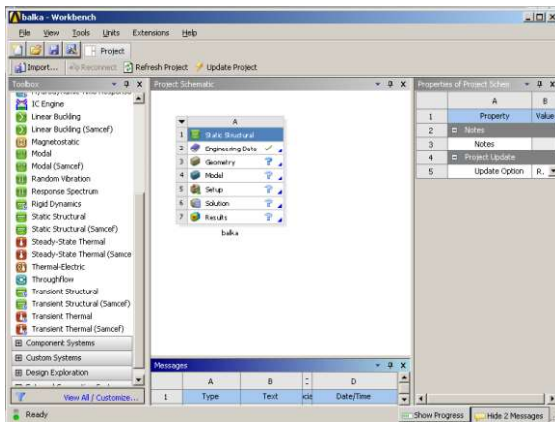 balka - Workbench
File View Tools Units Extensions Help
Project
Import... Reconnect Refresh Project Update Project
Toolbox
IC Engine
Linear Buckling
Linear Buckling (Samcef)
Magnetostatic
Modal
Modal (Samcef)
Random Vibration
Response Spectrum
Rigid Dynamics
Static Structural
Static Structural (Samcef)
Steady-State Thermal
Steady-State Thermal (Samce
Thermal-Electric
Throughflow
Transient Structural
Transient Structural (Samcef)
Transient Thermal
Transient Thermal (Samcef)
Component Systems
Custom Systems
Design Exploration
View All / Customize...
Project Schematic
A
1 Static Structural
2 Engineering Data
3 Geometry
4 Model
5 Setup
6 Solution
7 Results
balka
Messages
A B D
1 Type Text Date/Time
Properties of Project Schem
A B
1 Property Value
2 Notes
3 Notes
4 Project Update
5 Update Option R.
Ready
Show Progress Hide 2 Messages